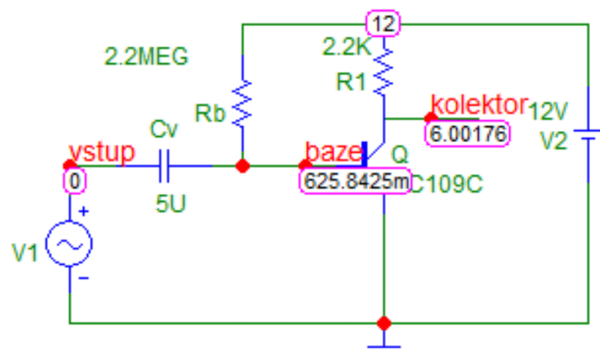 12
2.2K
2.2MEG
R1
Rb
kolektor
12V
Cv
6.00176
V2
vstup
baze
Q
0
625.8425m
C109C
5U
+
V1
-